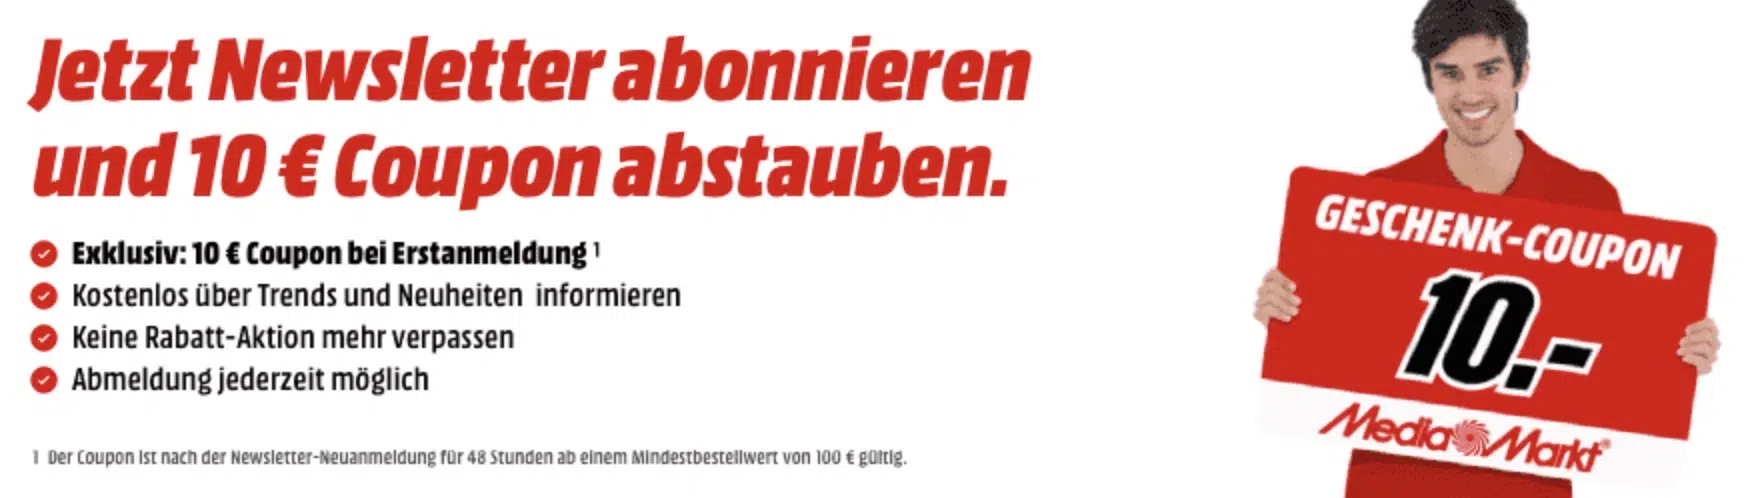 Jetzt Newsletter abonnieren
und 10 € Coupon abstauben.
Exklusiv: 10 € Coupon bei Erstanmeldung ¹
Kostenlos über Trends und Neuheiten informieren
Keine Rabatt-Aktion mehr verpassen
Abmeldung jederzeit möglich
1 Der Coupon ist nach der Newsletter-Neuanmeldung für 48 Stunden ab einem Mindestbestellwert von 100 € gültig.
GESCHENK-COUPON
10.-
Media Markt®